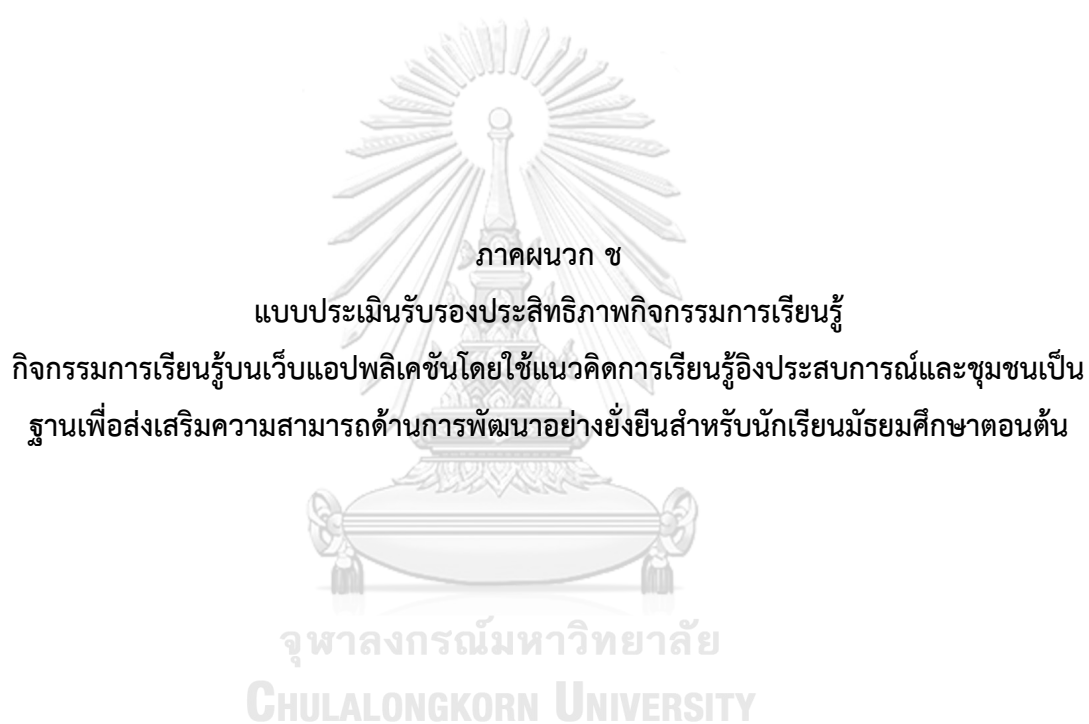 ภาคผนวก ช
แบบประเมินรับรองประสิทธิภาพกิจกรรมการเรียนรู้
กิจกรรมการเรียนรู้บนเว็บแอปพลิเคชันโดยใช้แนวคิดการเรียนรู้อิงประสบการณ์และชุมชนเป็น
ฐานเพื่อส่งเสริมความสามารถด้านการพัฒนาอย่างยั่งยืนสำหรับนักเรียนมัธยมศึกษาตอนต้น
จุฬาลงกรณ์มหาวิทยาลัย
CHULALONGKORN UNIVERSITY